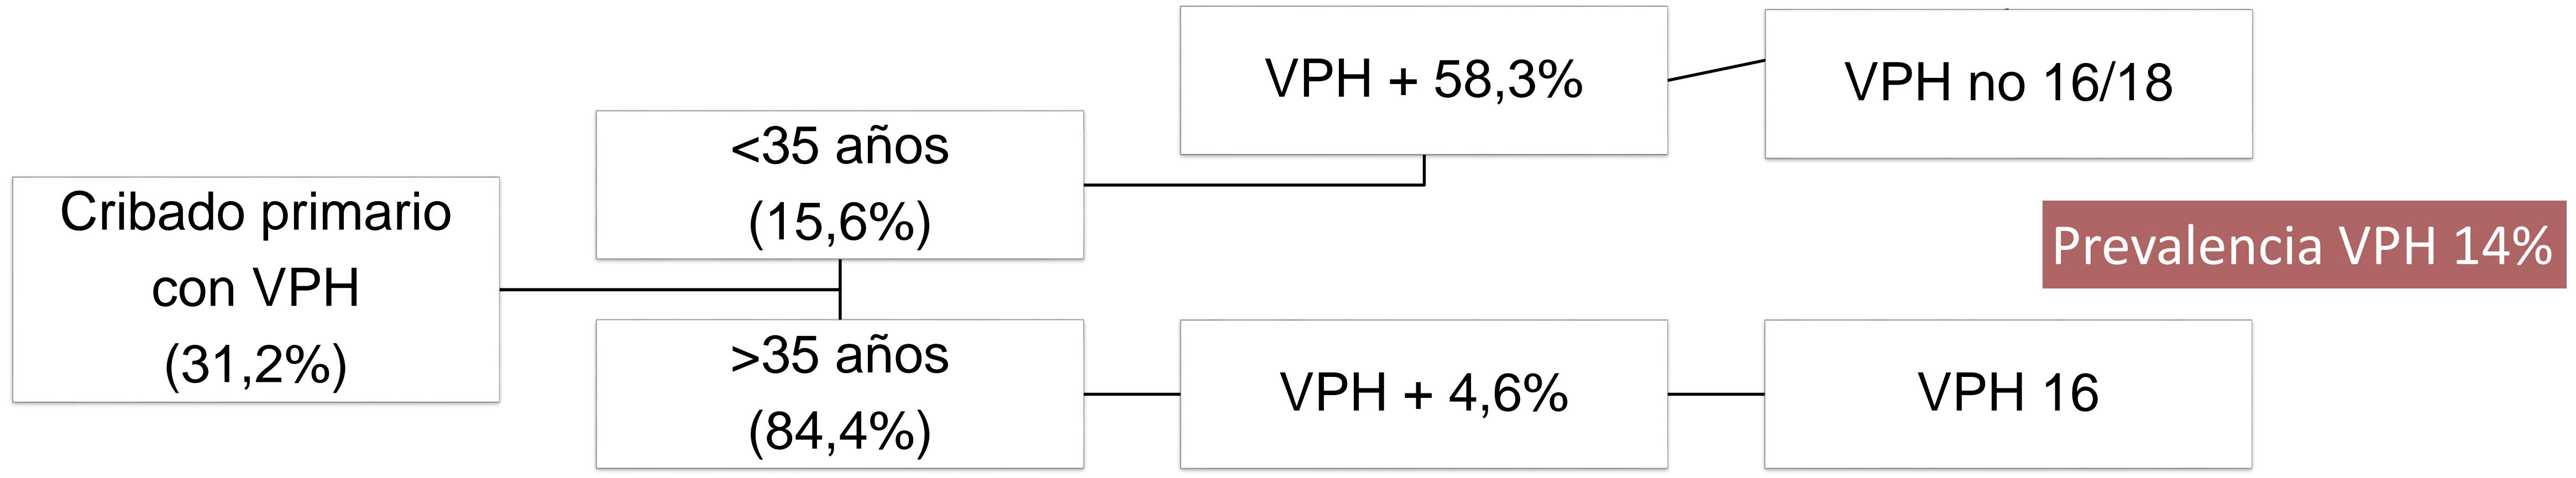 Cribado primario
con VPH
(31,2%)
<35 años
(15,6%)
VPH + 58,3%
VPH no 16/18
>35 años
(84,4%)
VPH + 4,6%
VPH 16
Prevalencia VPH 14%